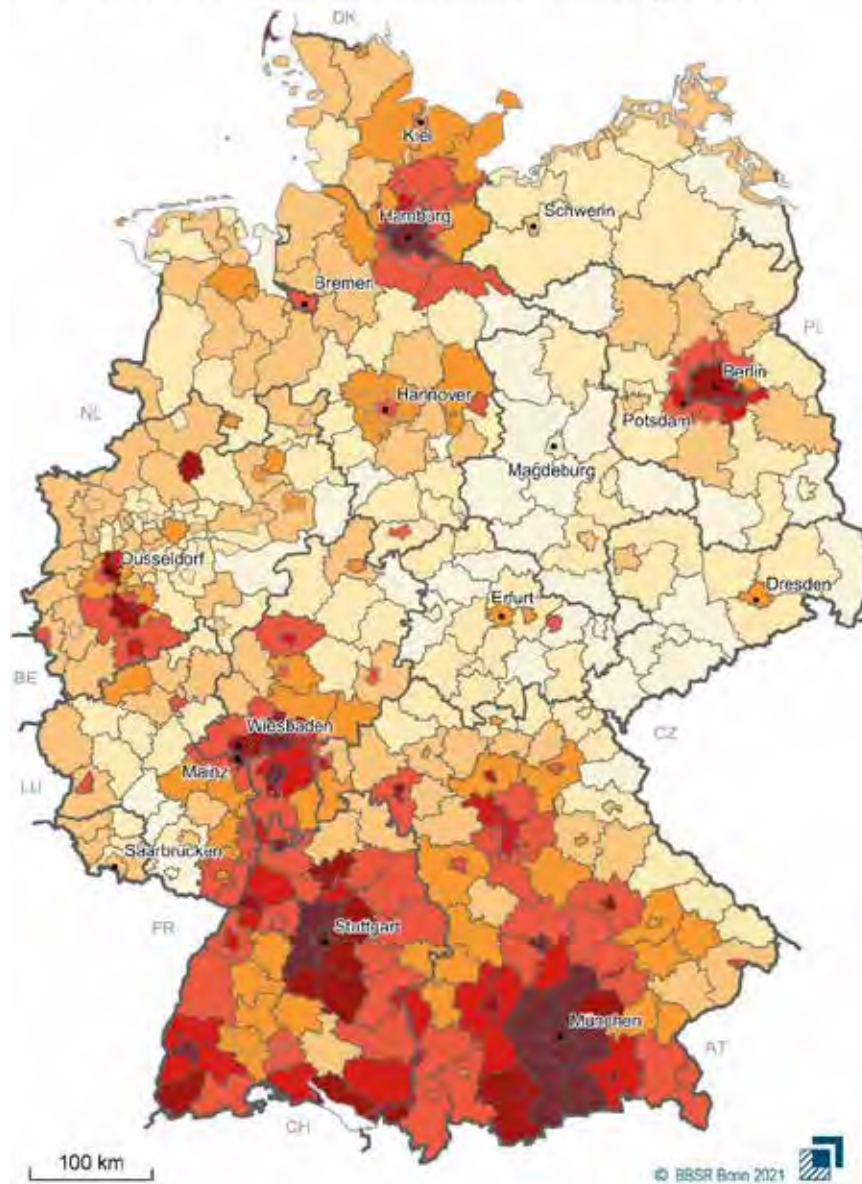 DK
Kiel
Hamburg
Schwerin
Bremen
PL
Berlin
Hannover
NL
Potsdam
Magdeburg
Düsseldorf
Erfurt
Dresden
BE
Wiesbaden
CZ
Mainz
LU
Saarbrücken
FR
Stuttgart
München
AT
CH
100 km
© BBSR Bonn 2021